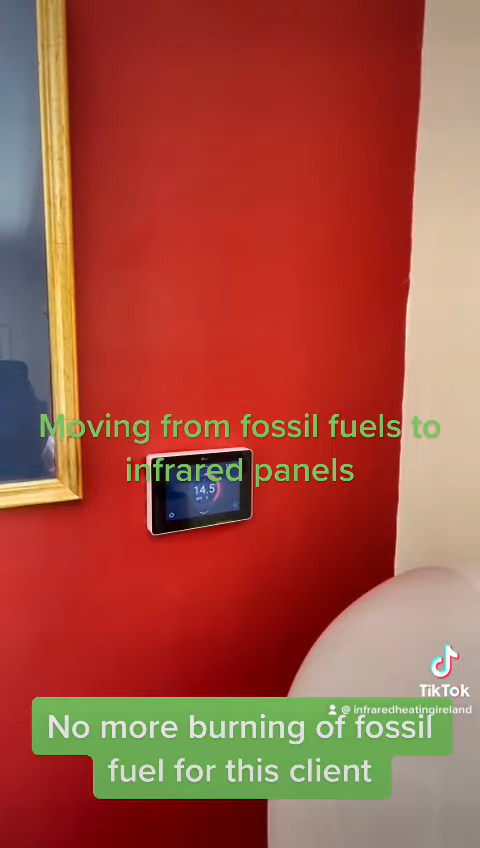 Moving from fossil fuels to
infrared panels
14.5
TikTok
@ infraredheatingireland
No more burning of fossil
fuel for this client